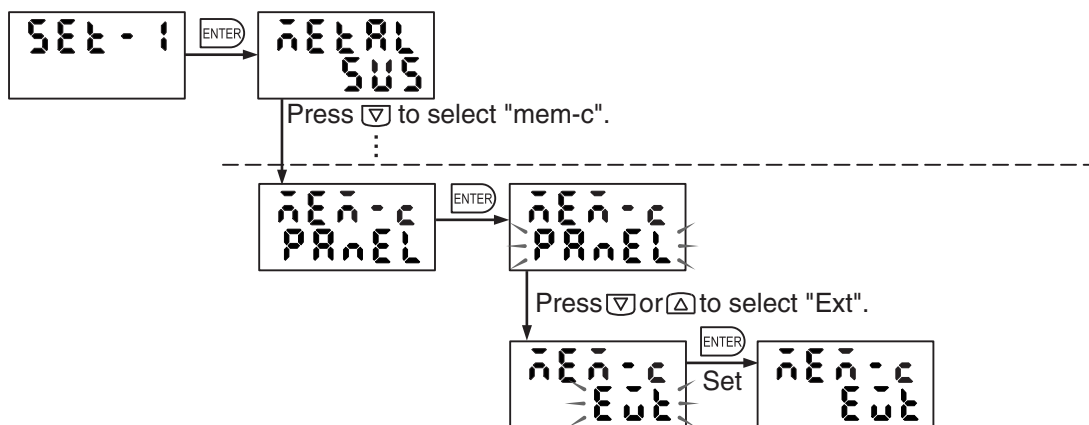 SEt-1
ENTER
mEtAL
SUS
Press to select "mem-c".
mEm-c
PAnEL
ENTER
mEm-c
PAnEL
Press or to select "Ext".
mEm-c
Ext
ENTER
Set
mEm-c
Ext